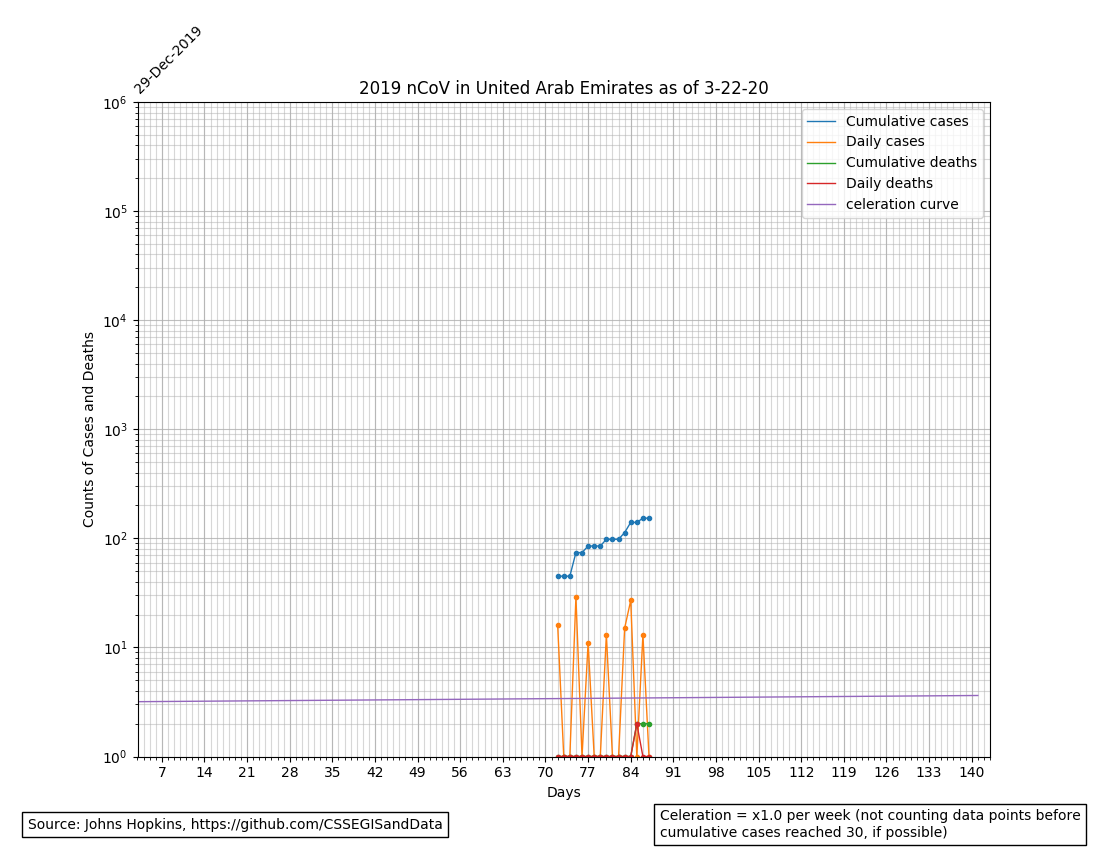 29-Dec-2019
2019 nCoV in United Arab Emirates as of 3-22-20
Cumulative cases
Daily cases
Cumulative deaths
Daily deaths
celeration curve
Counts of Cases and Deaths
10^6
10^5
10^4
10^3
10^2
10^1
10^0
7 14 21 28 35 42 49 56 63 70 77 84 91 98 105 112 119 126 133 140
Days
Source: Johns Hopkins, https://github.com/CSSEGISandData
Celeration = x1.0 per week (not counting data points before
cumulative cases reached 30, if possible)